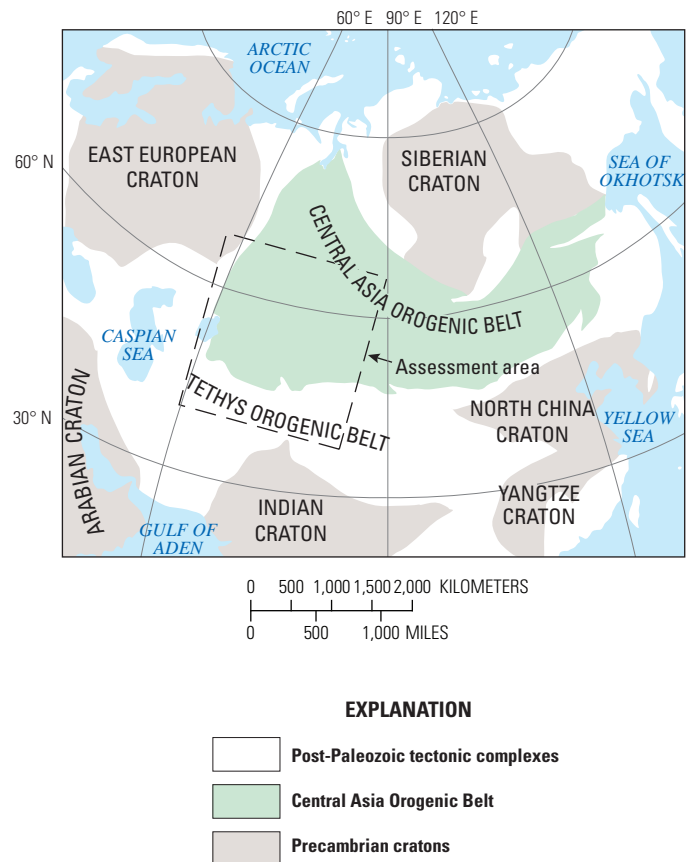 60° E 90° E 120° E
ARCTIC
OCEAN
60° N
EAST EUROPEAN
CRATON
SIBERIAN
CRATON
SEA OF
OKHOTSK
CENTRAL ASIA OROGENIC BELT
CASPIAN
SEA
Assessment area
TETHYS OROGENIC BELT
30° N
ARABIAN CRATON
NORTH CHINA
CRATON
YELLOW
SEA
INDIAN
CRATON
YANGTZE
CRATON
GULF OF
ADEN
0 500 1,000 1,500 2,000 KILOMETERS
0 500 1,000 MILES
EXPLANATION
Post-Paleozoic tectonic complexes
Central Asia Orogenic Belt
Precambrian cratons